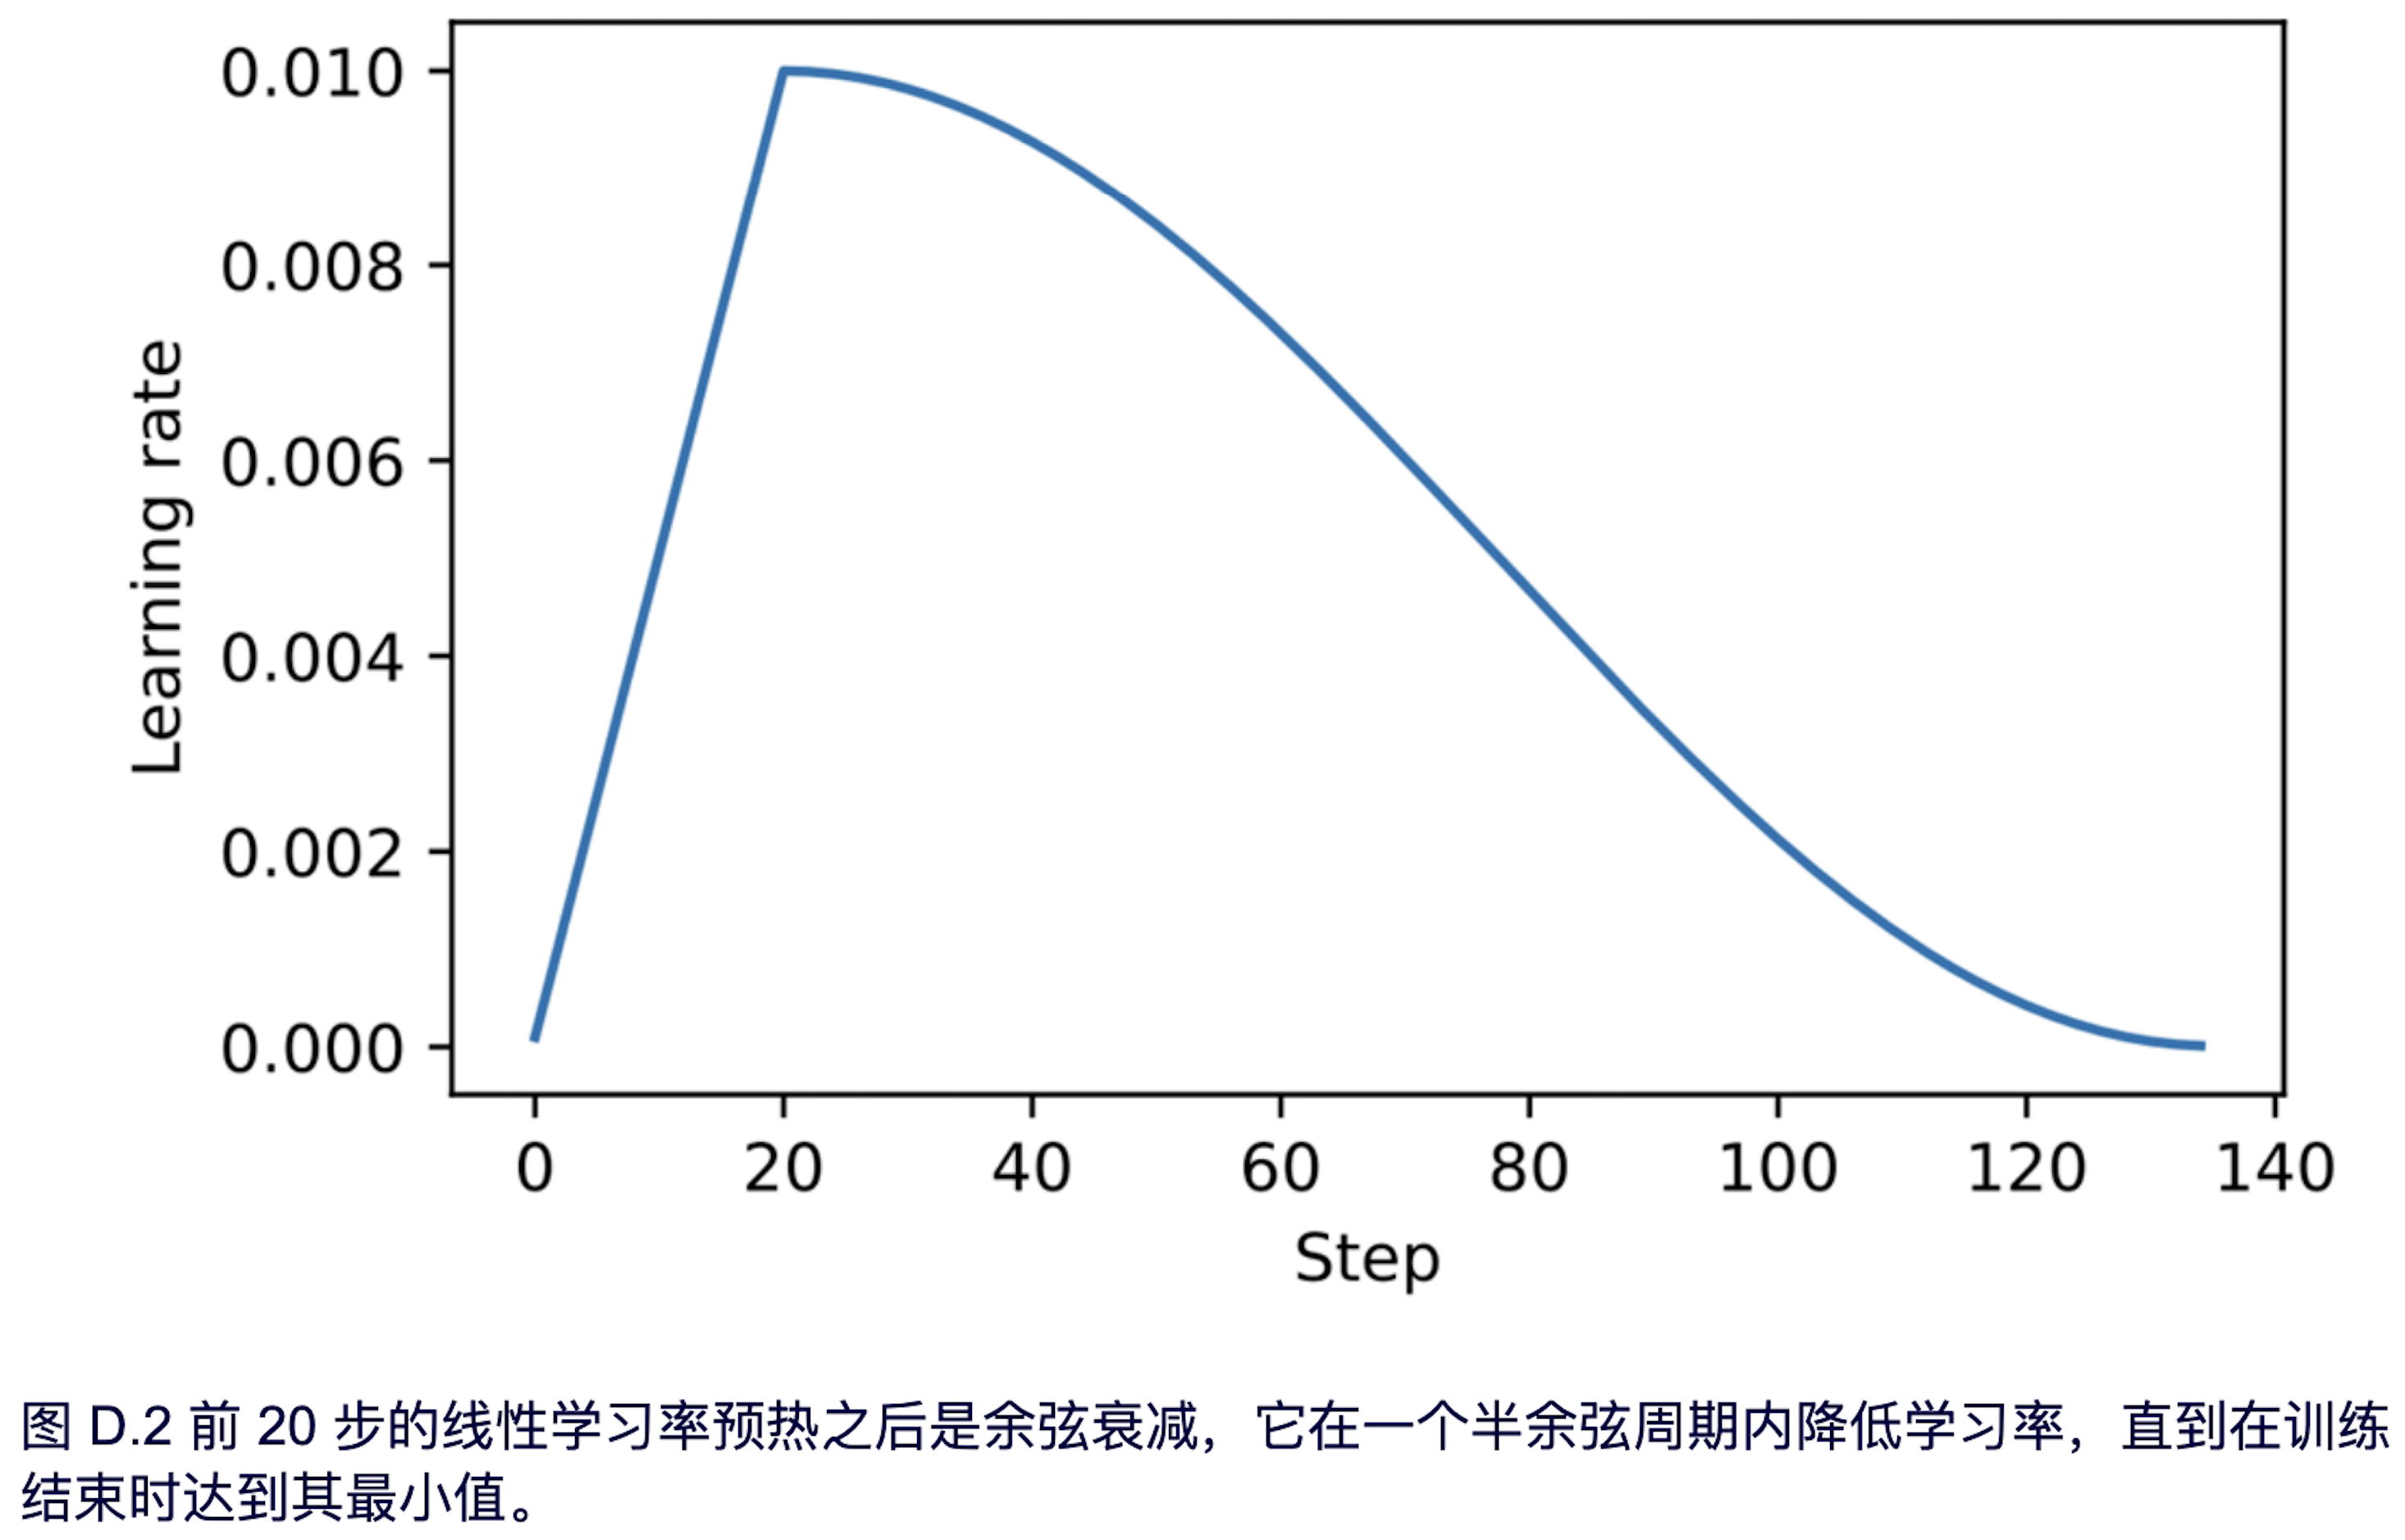 0.010
0.008
0.006
0.004
0.002
0.000
Learning rate
0 20 40 60 80 100 120 140
Step
图 D.2 前 20 步的线性学习率预热之后是余弦衰减，它在一个半余弦周期内降低学习率，直到在训练
结束时达到其最小值。